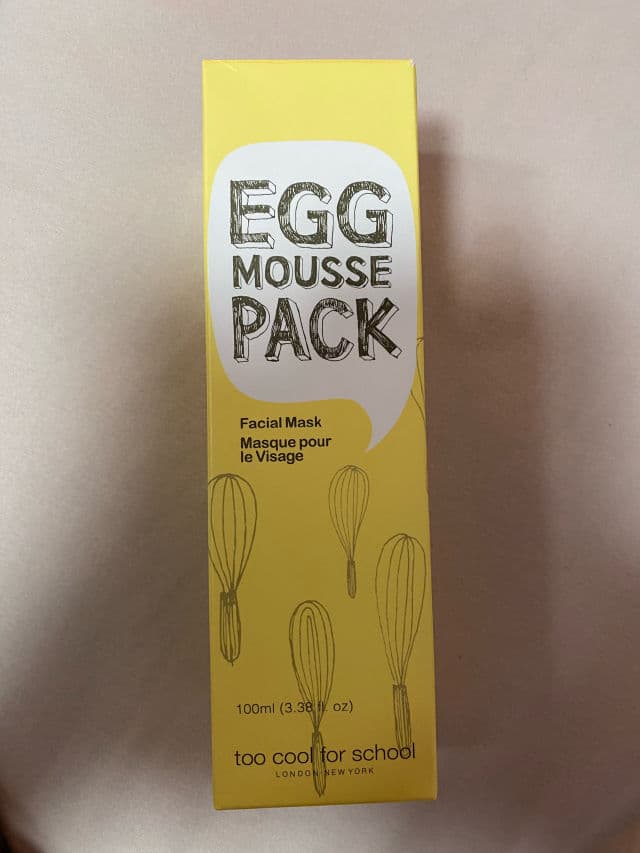 EGG
MOUSSE
PACK
Facial Mask
Masque pour
le Visage
100ml (3.38 fl. oz)
too cool for school
LONDON NEW YORK